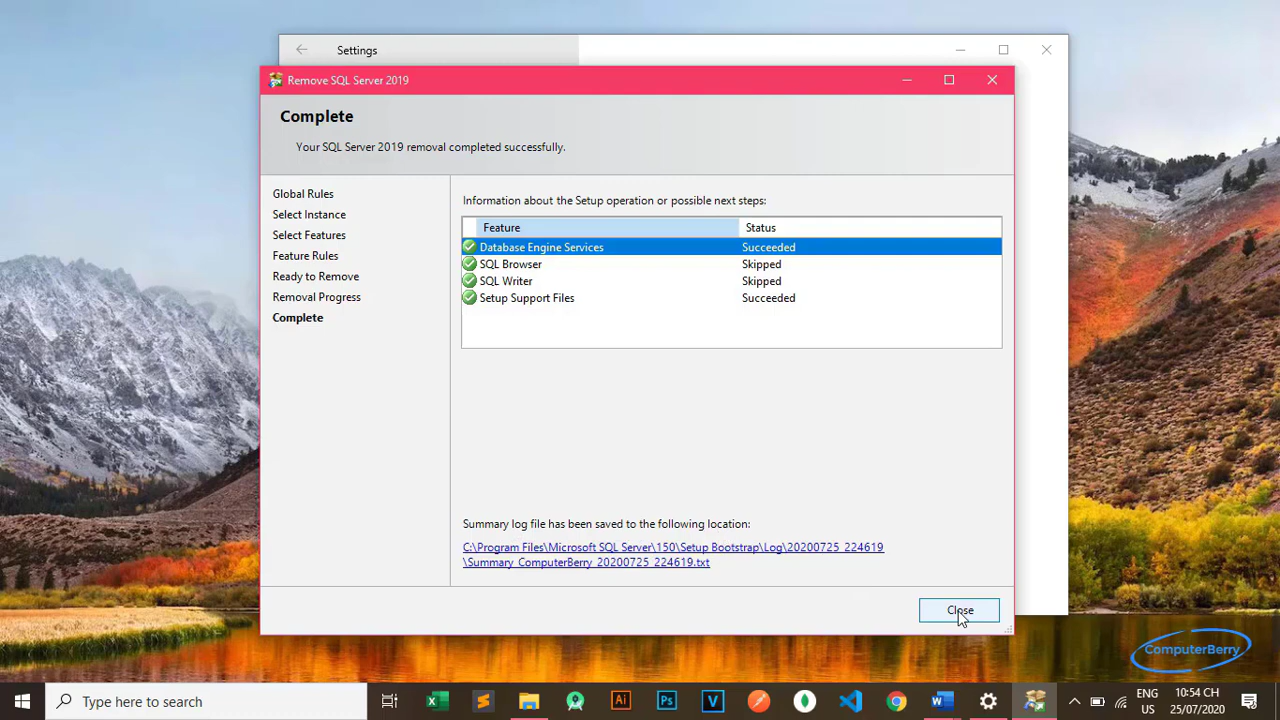 Settings
Remove SQL Server 2019
Complete
Your SQL Server 2019 removal completed successfully.
Global Rules
Select Instance
Select Features
Feature Rules
Ready to Remove
Removal Progress
Complete
Information about the Setup operation or possible next steps:
Feature Status
Database Engine Services Succeeded
SQL Browser Skipped
SQL Writer Skipped
Setup Support Files Succeeded
Summary log file has been saved to the following location:
C:\Program Files\Microsoft SQL Server\150\Setup Bootstrap\Log\20200725_224619
\Summary_ComputerBerry_20200725_224619.txt
Close
ComputerBerry
Type here to search
Ai
Ps
V
ENG
US
10:54 CH
25/07/2020